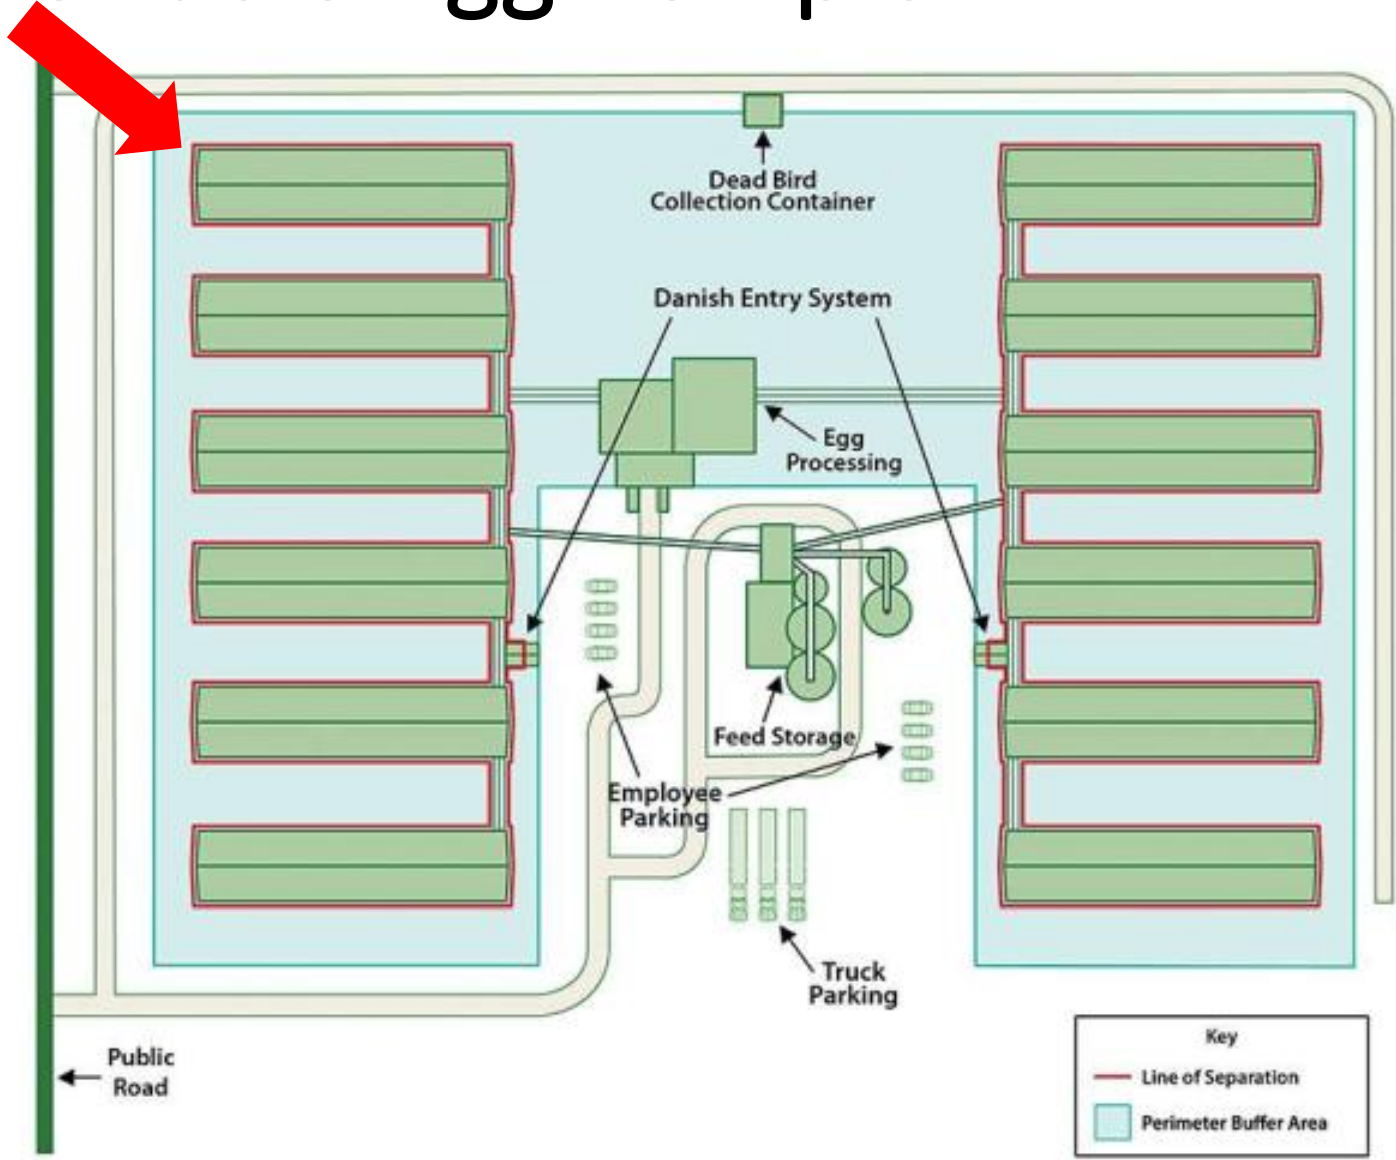 Dead Bird
Collection Container
Danish Entry System
Egg
Processing
Feed Storage
Employee
Parking
Truck
Parking
Public
Road
Key
Line of Separation
Perimeter Buffer Area